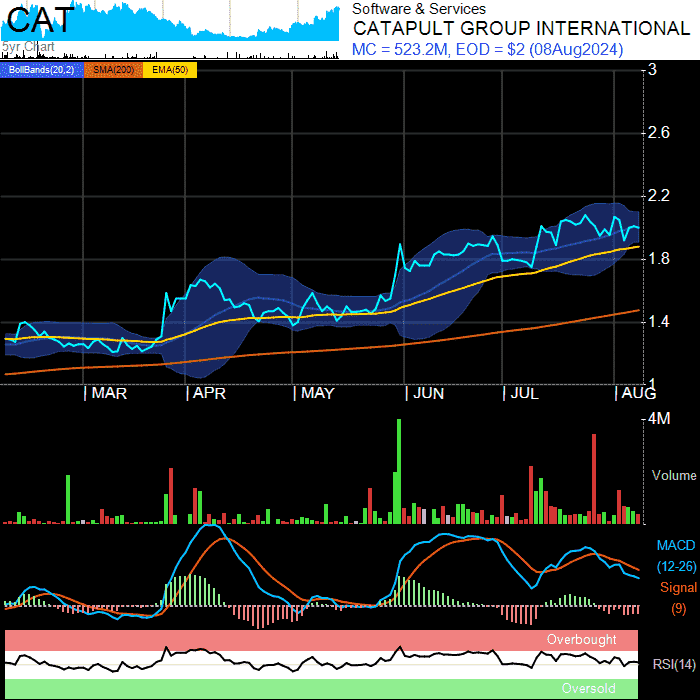 CAT
5yr Chart
Software & Services
CATAPULT GROUP INTERNATIONAL
MC = 523.2M, EOD = $2 (08Aug2024)
BollBands(20,2) SMA(200) EMA(50)
3
2.6
2.2
1.8
1.4
1
MAR APR MAY JUN JUL AUG
4M
Volume
MACD
(12-26)
Signal
(9)
Overbought
RSI(14)
Oversold